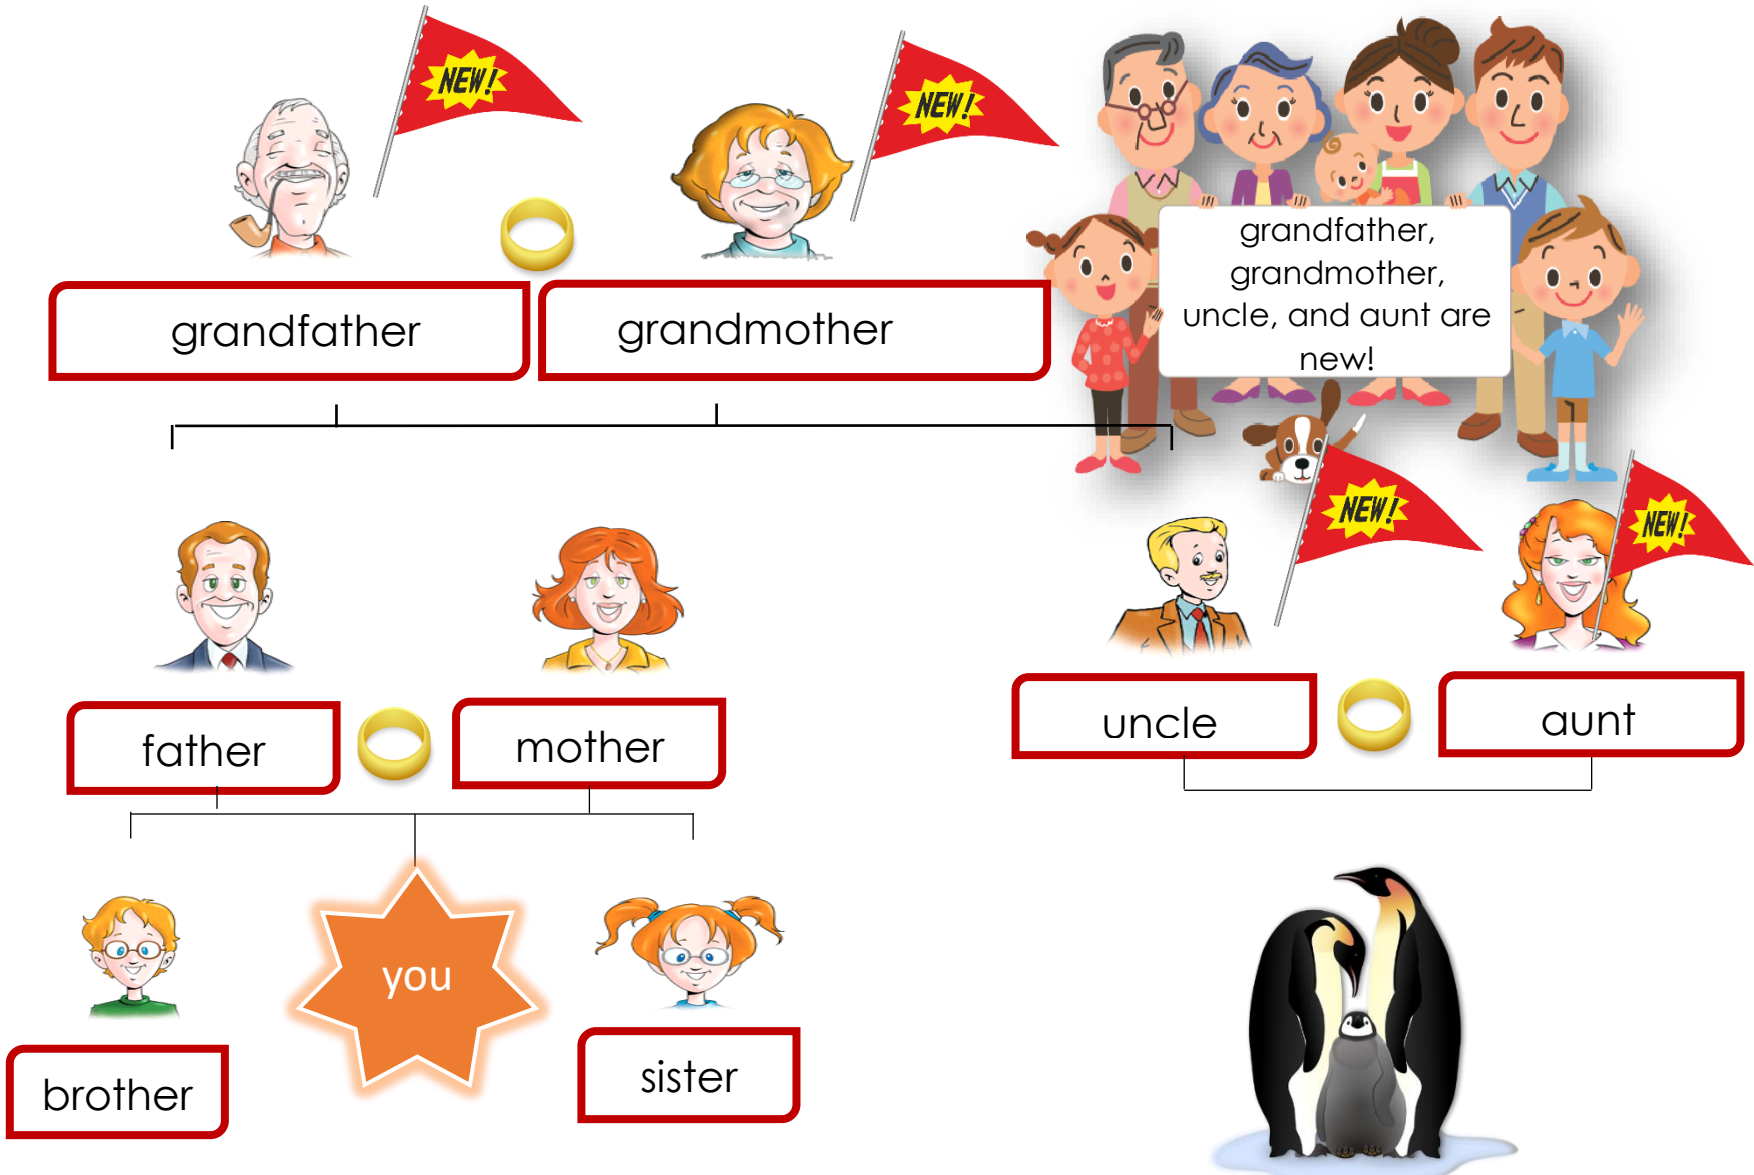 NEW!
NEW!
grandfather,
grandmother,
uncle, and aunt are
new!
grandfather
grandmother
NEW!
NEW!
father
mother
uncle
aunt
you
brother
sister